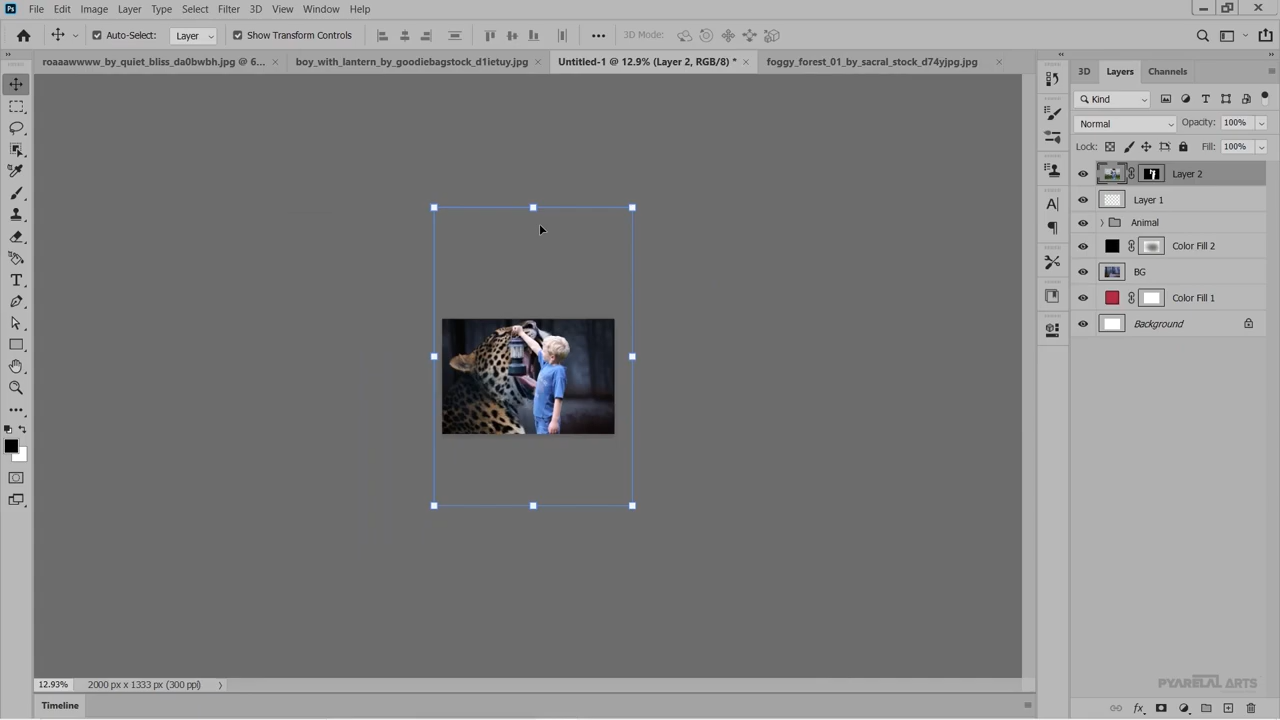 Ps File Edit Image Layer Type Select Filter 3D View Window Help
Auto-Select: Layer Show Transform Controls 3D Mode:
roaaawwww_by_quiet_bliss_da0bwbh.jpg @ 6... boy_with_lantern_by_goodiebagstock_d1ietuy.jpg Untitled-1 @ 12.9% (Layer 2, RGB/8) * foggy_forest_01_by_sacral_stock_d74yjpg.jpg
3D Layers Channels
Kind
Normal Opacity: 100%
Lock: Fill: 100%
Layer 2
Layer 1
Animal
Color Fill 2
BG
Color Fill 1
Background
PYARELAL ARTS
12.93% 2000 px x 1333 px (300 ppi)
fx
Timeline